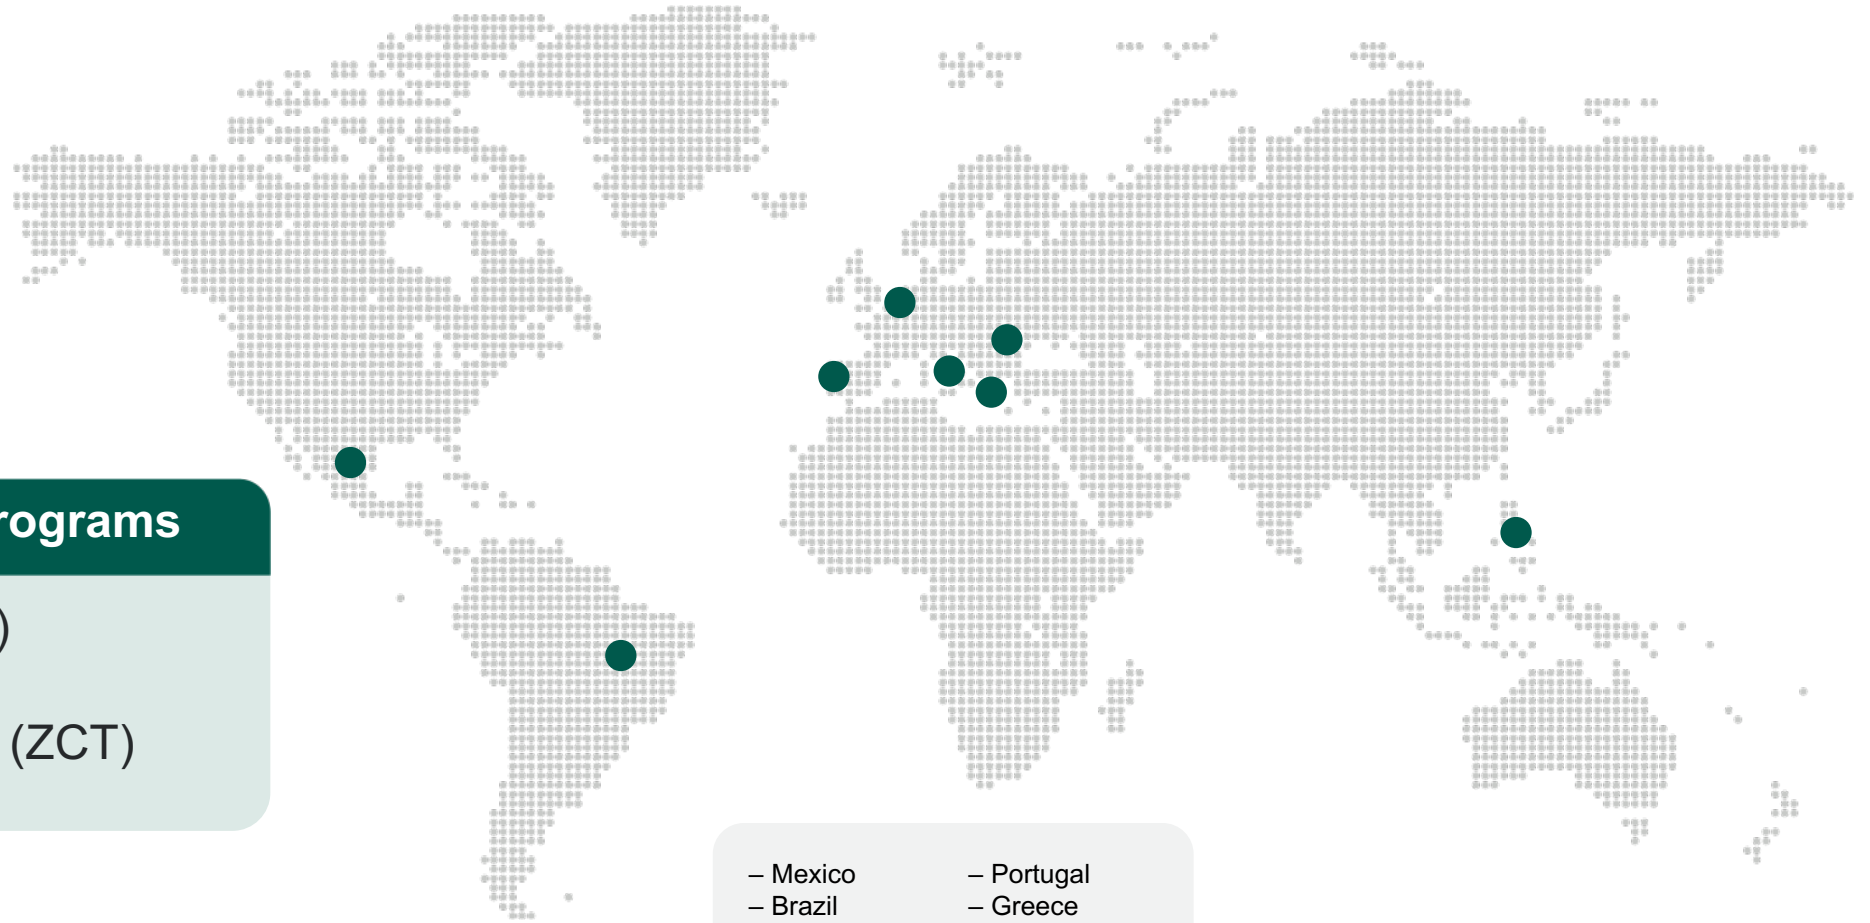 rograms
)
(ZCT)
– Mexico – Portugal
– Brazil – Greece